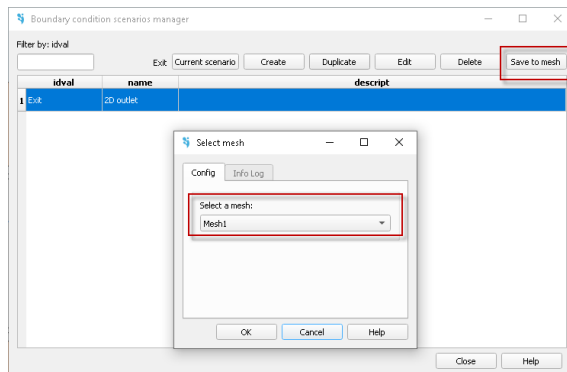 Boundary condition scenarios manager
Filter by: idval
Exit Current scenario Create Duplicate Edit Delete Save to mesh
idval name descript
1 Exit 2D outlet
Select mesh
Config Info Log
Select a mesh:
Mesh1
OK Cancel Help
Close Help